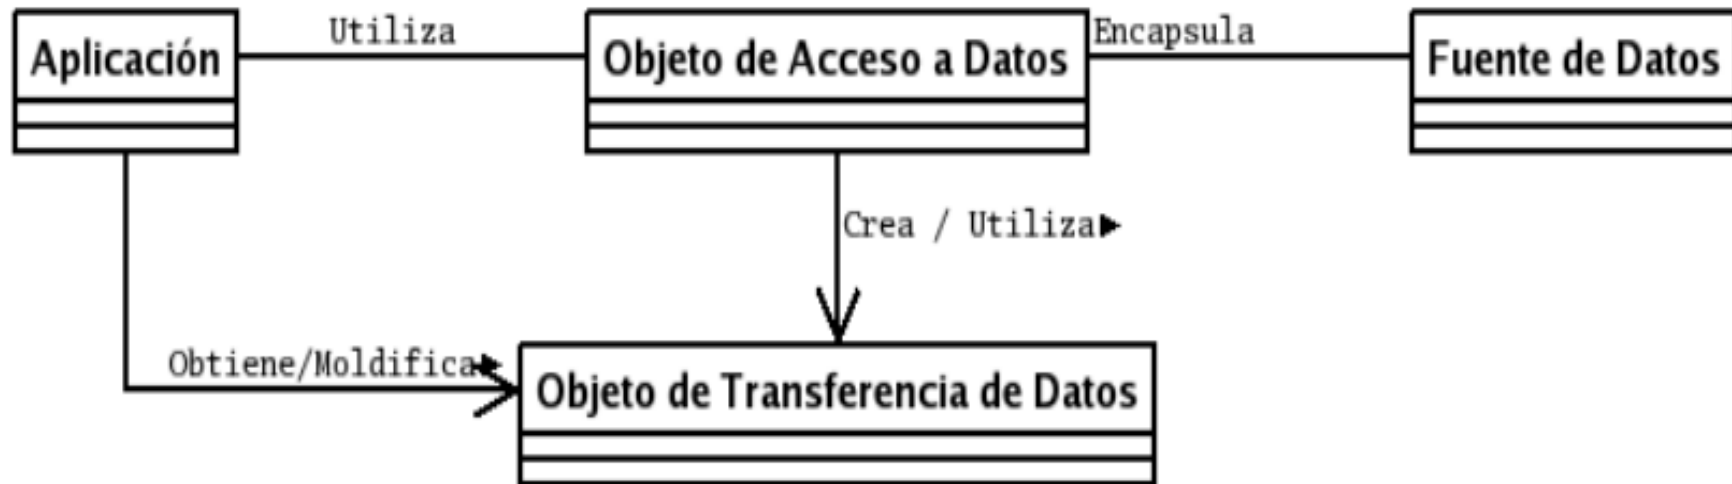 Aplicación
Utiliza
Objeto de Acceso a Datos
Encapsula
Fuente de Datos
Crea / Utiliza
Obtiene/Moldifica
Objeto de Transferencia de Datos